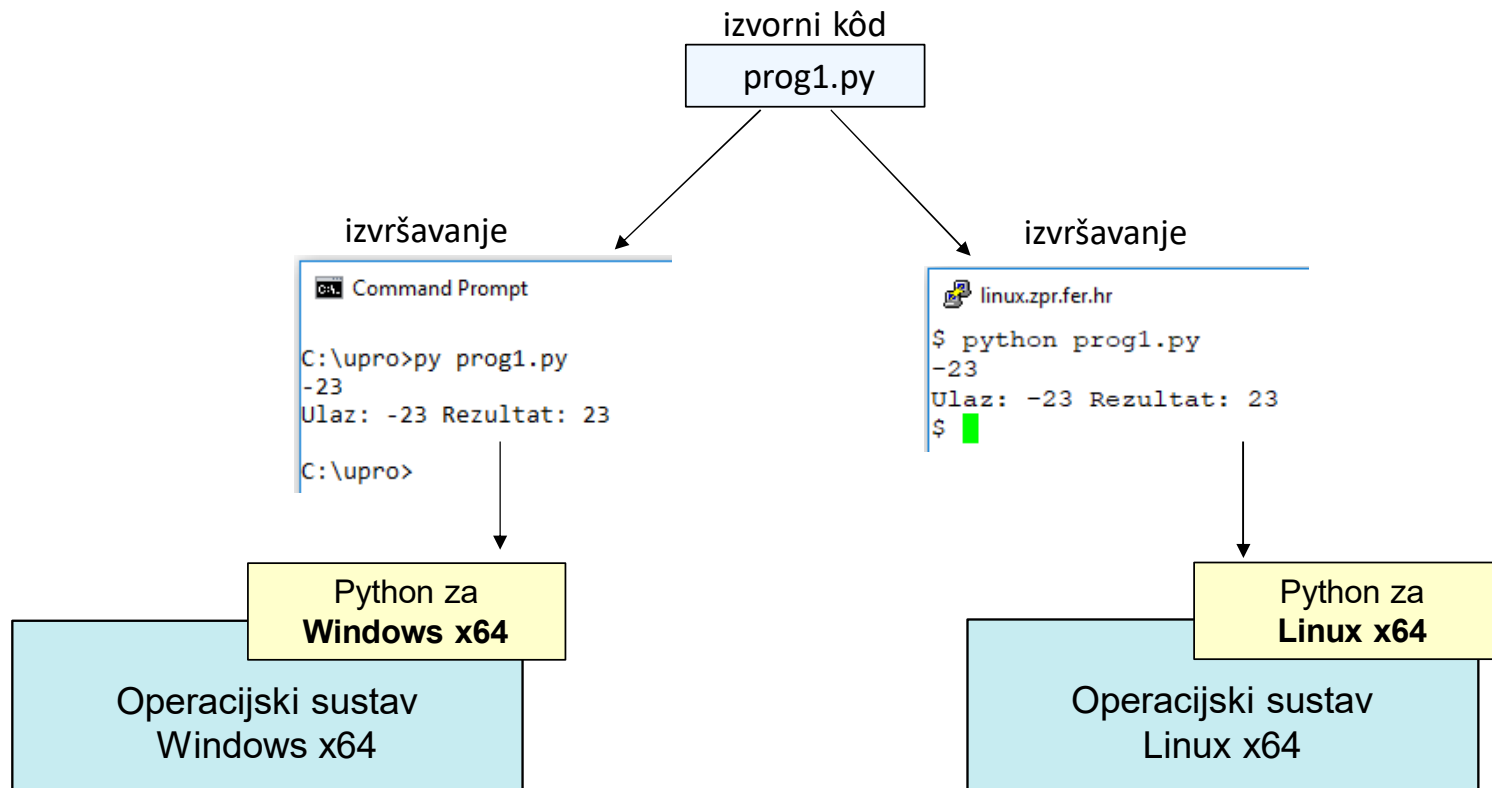 izvorni kôd
prog1.py
izvršavanje
Command Prompt
C:\upro>py prog1.py
-23
Ulaz: -23 Rezultat: 23
C:\upro>
Python za
Windows x64
Operacijski sustav
Windows x64
izvršavanje
linux.zpr.fer.hr
$ python prog1.py
-23
Ulaz: -23 Rezultat: 23
$
Python za
Linux x64
Operacijski sustav
Linux x64